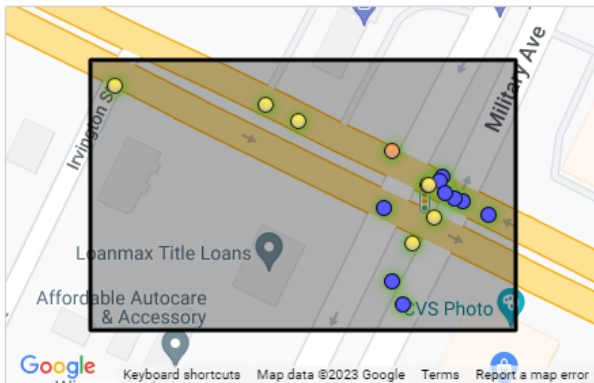 Military Ave
Irvington St
Loanmax Title Loans
Affordable Autocare
& Accessory
CVS Photo
Google
Keyboard shortcuts
Map data ©2023 Google
Terms
Report a map error